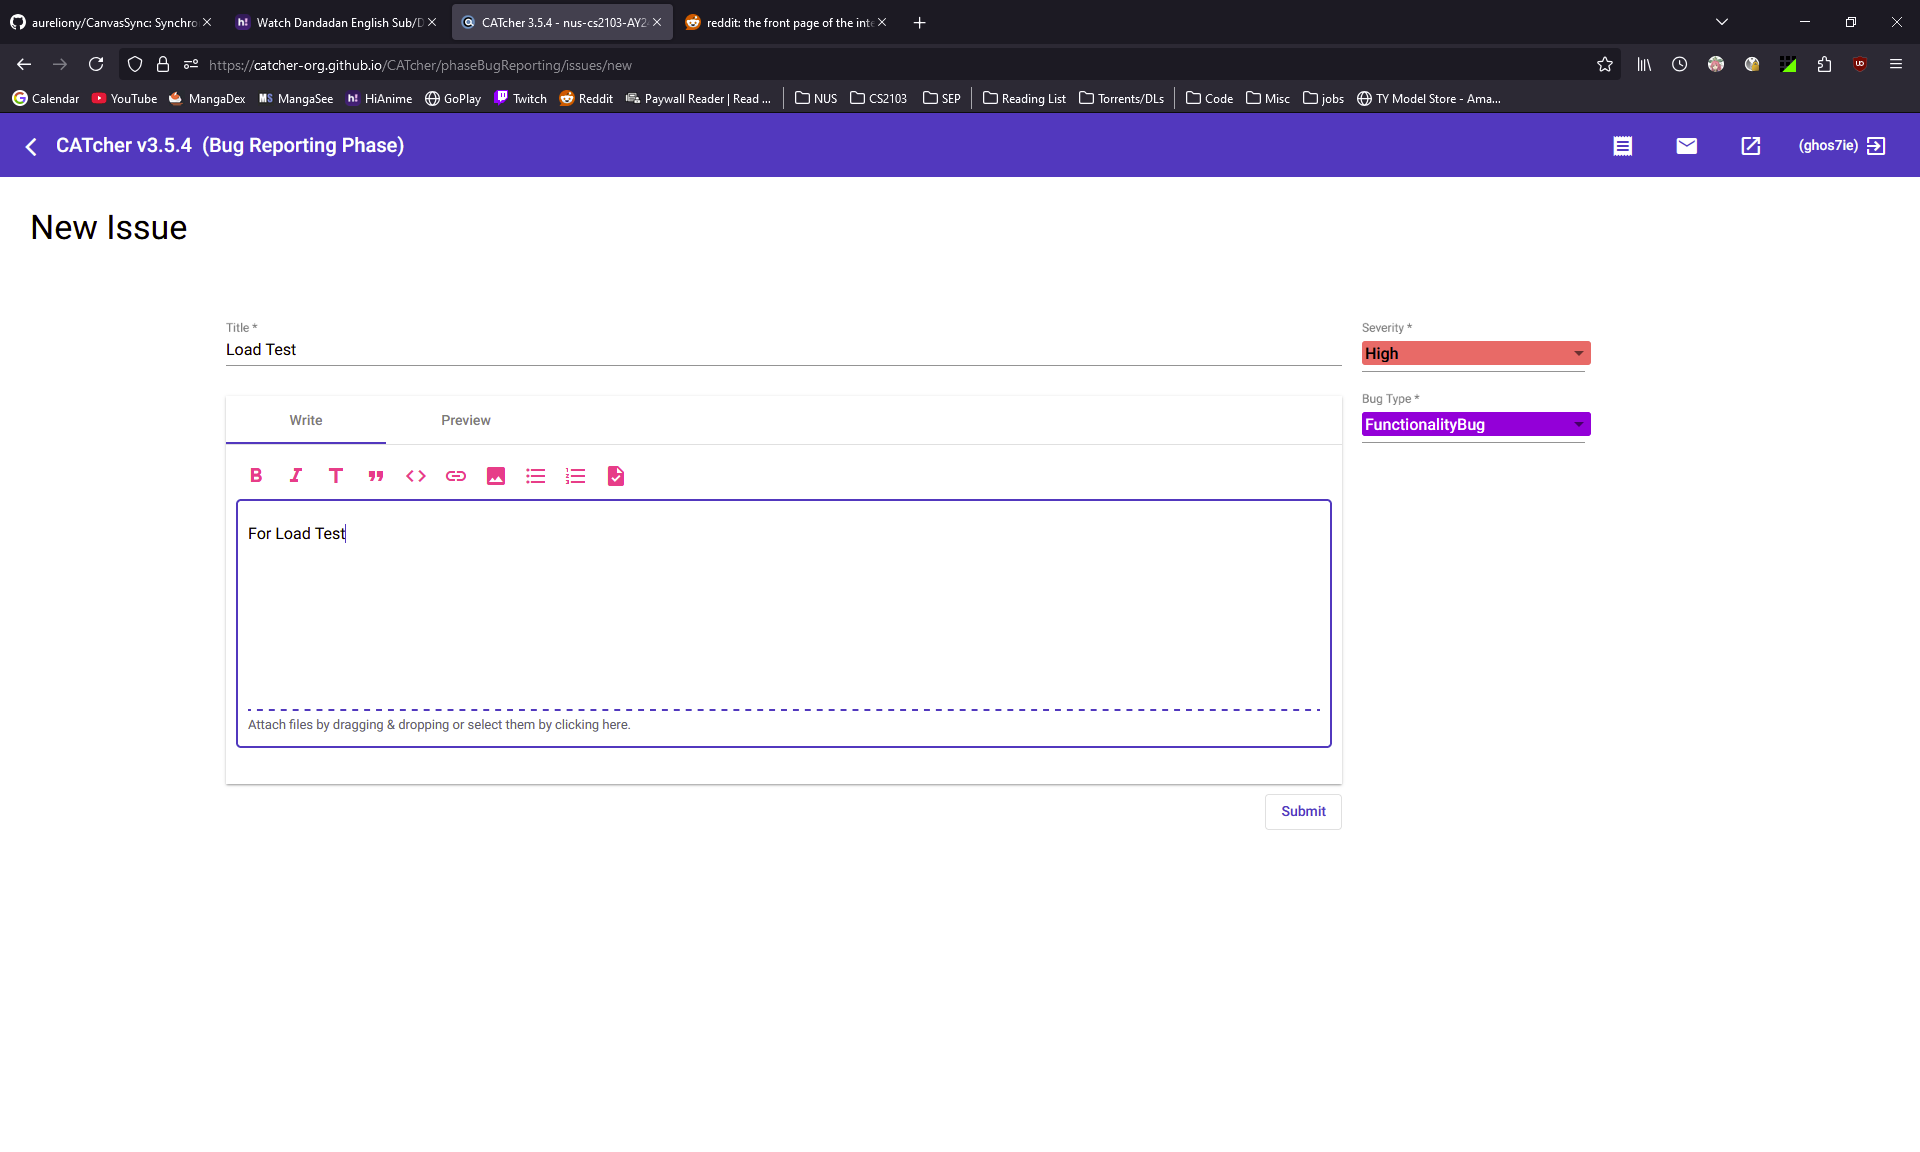 aureliony/CanvasSync: Synchro
Watch Dandadan English Sub/D
CATcher 3.5.4 - nus-cs2103-AY2
reddit: the front page of the inte
https://catcher-org.github.io/CATcher/phaseBugReporting/issues/new
Calendar YouTube MangaDex MangaSee HiAnime GoPlay Twitch Reddit Paywall Reader | Read ... NUS CS2103 SEP Reading List Torrents/DLs Code Misc jobs TY Model Store - Ama...
CATcher v3.5.4 (Bug Reporting Phase)
(ghos7ie)
New Issue
Title *
Load Test
Severity *
High
Bug Type *
FunctionalityBug
Write Preview
For Load Test
Attach files by dragging & dropping or select them by clicking here.
Submit